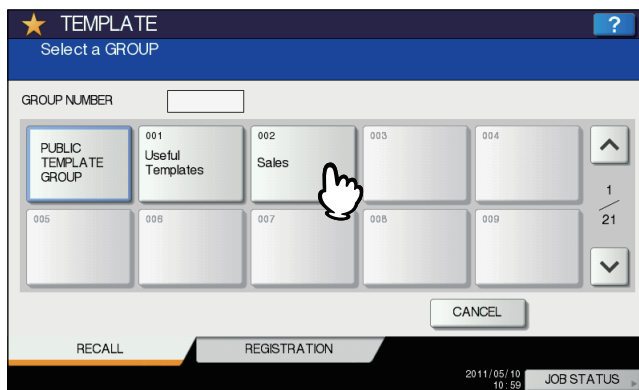 TEMPLATE
?
Select a GROUP
GROUP NUMBER
PUBLIC
TEMPLATE
GROUP
001
Useful
Templates
002
Sales
003
004
1
21
005
006
007
008
009
CANCEL
RECALL
REGISTRATION
2011/05/10
10:59
JOB STATUS